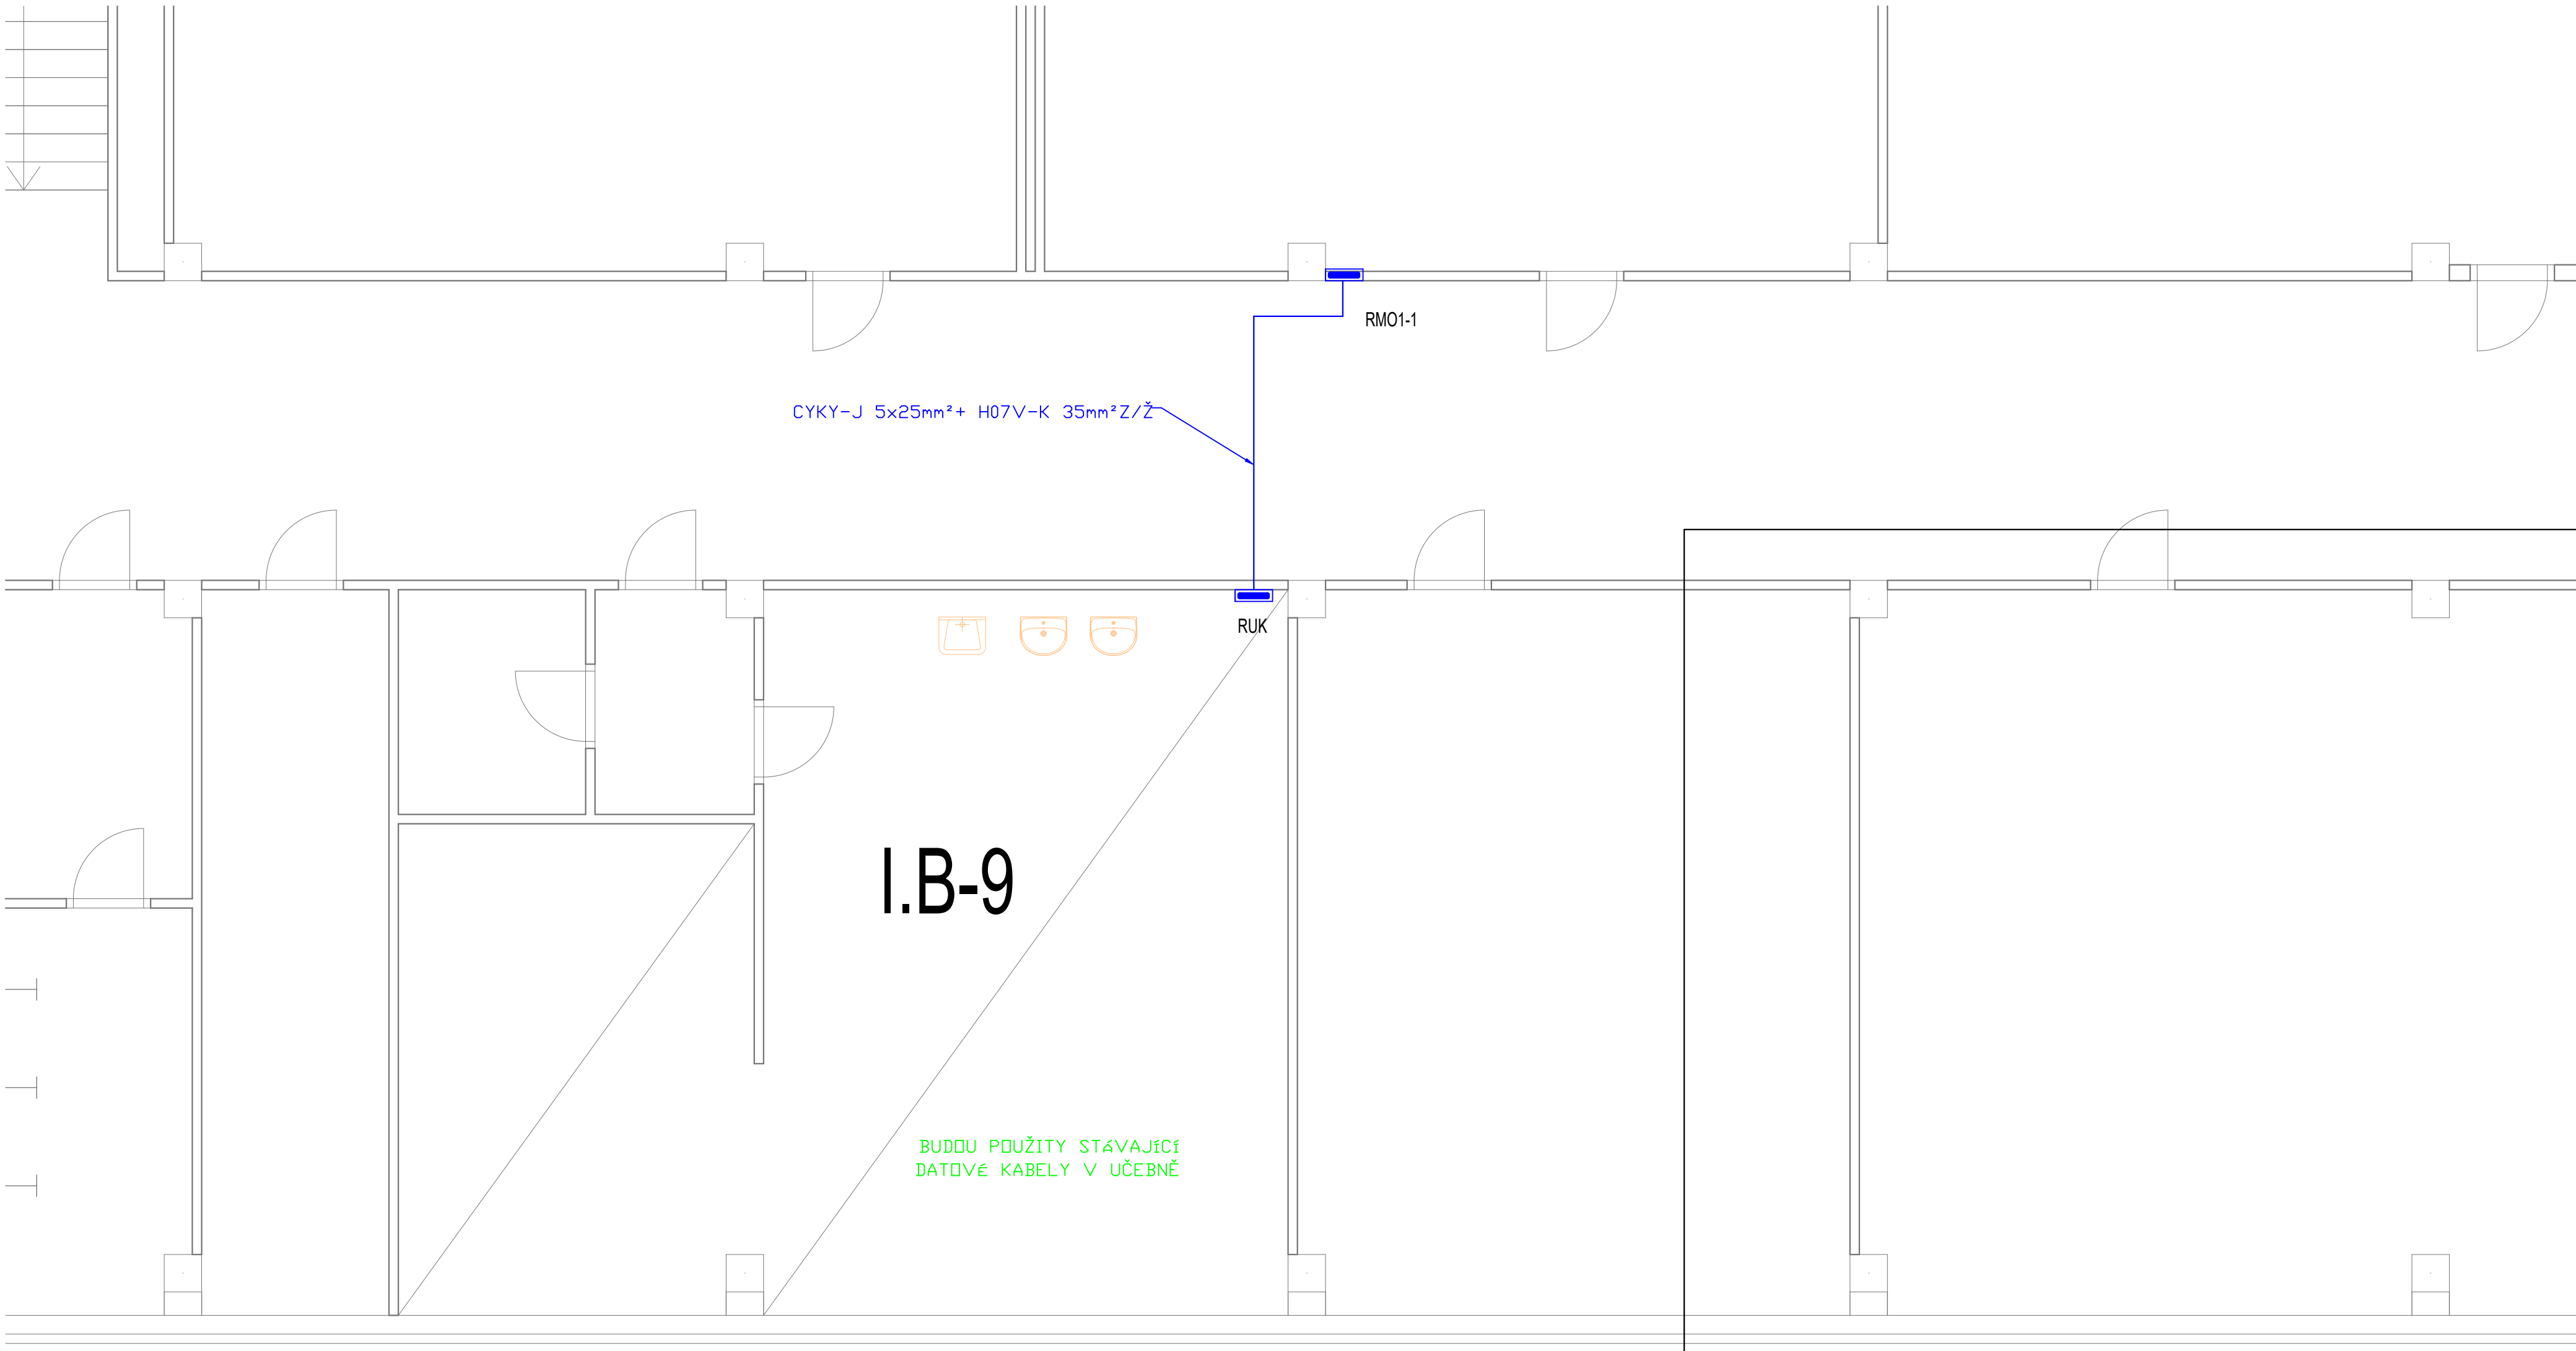 RMO1-1
CYKY-J 5x25mm²+ H07V-K 35mm²Z/Ž
RUK
I.B-9
BUDOU POUŽITY STÁVAJÍCÍ
DATOVÉ KABELY V UČEBNĚ